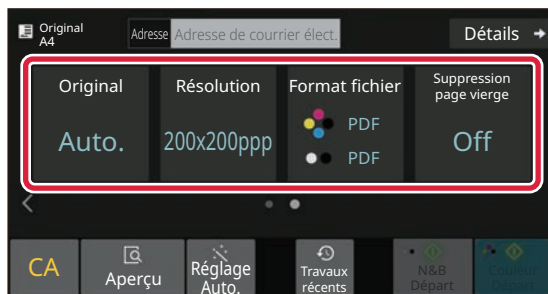 Original
A4
Adresse
Adresse de courrier élect.
Détails
Original
Résolution
Format fichier
Suppression
page vierge
Auto.
200x200ppp
PDF
PDF
Off
CA
Aperçu
Réglage
Auto.
Travaux
récents
N&B
Départ
Couleur
Départ